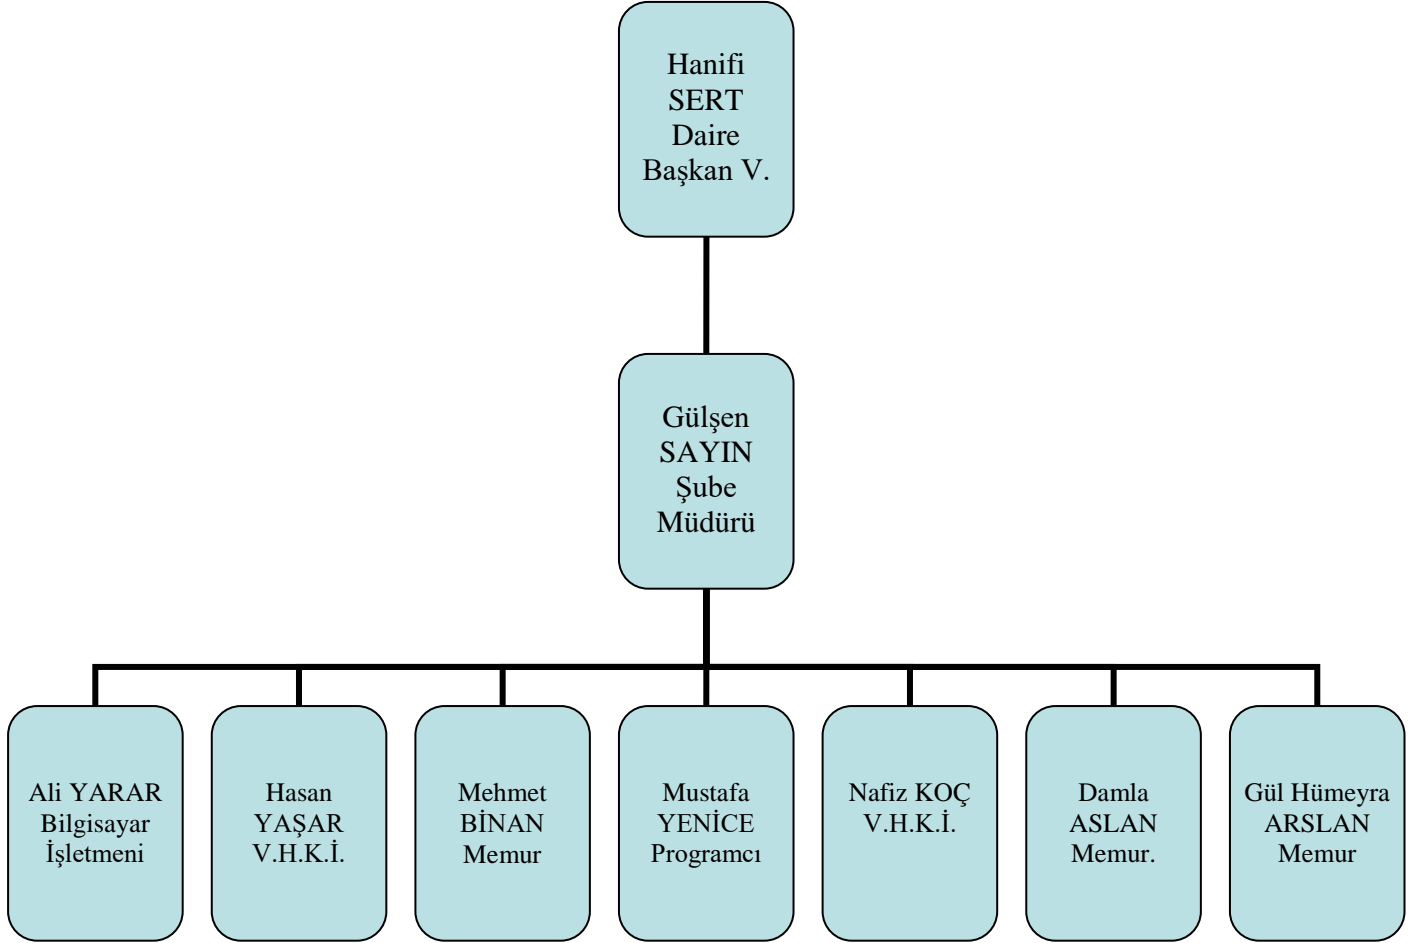 Hanifi
SERT
Daire
Başkan V.
Gülşen
SAYIN
Şube
Müdürü
Ali YARAR
Bilgisayar
İşletmeni
Hasan
YAŞAR
V.H.K.İ.
Mehmet
BİNAN
Memur
Mustafa
YENİCE
Programcı
Nafiz KOÇ
V.H.K.İ.
Damla
ASLAN
Memur.
Gül Hümeyra
ARSLAN
Memur